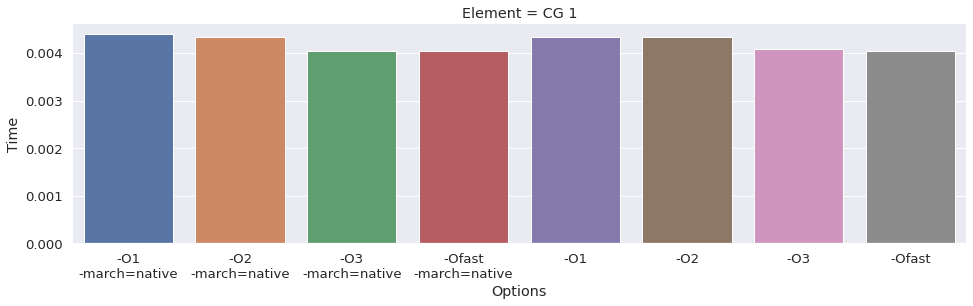 Element = CG 1
Time
0.004
0.003
0.002
0.001
0.000
-O1
-march=native
-O2
-march=native
-O3
-march=native
-Ofast
-march=native
-O1
-O2
-O3
-Ofast
Options